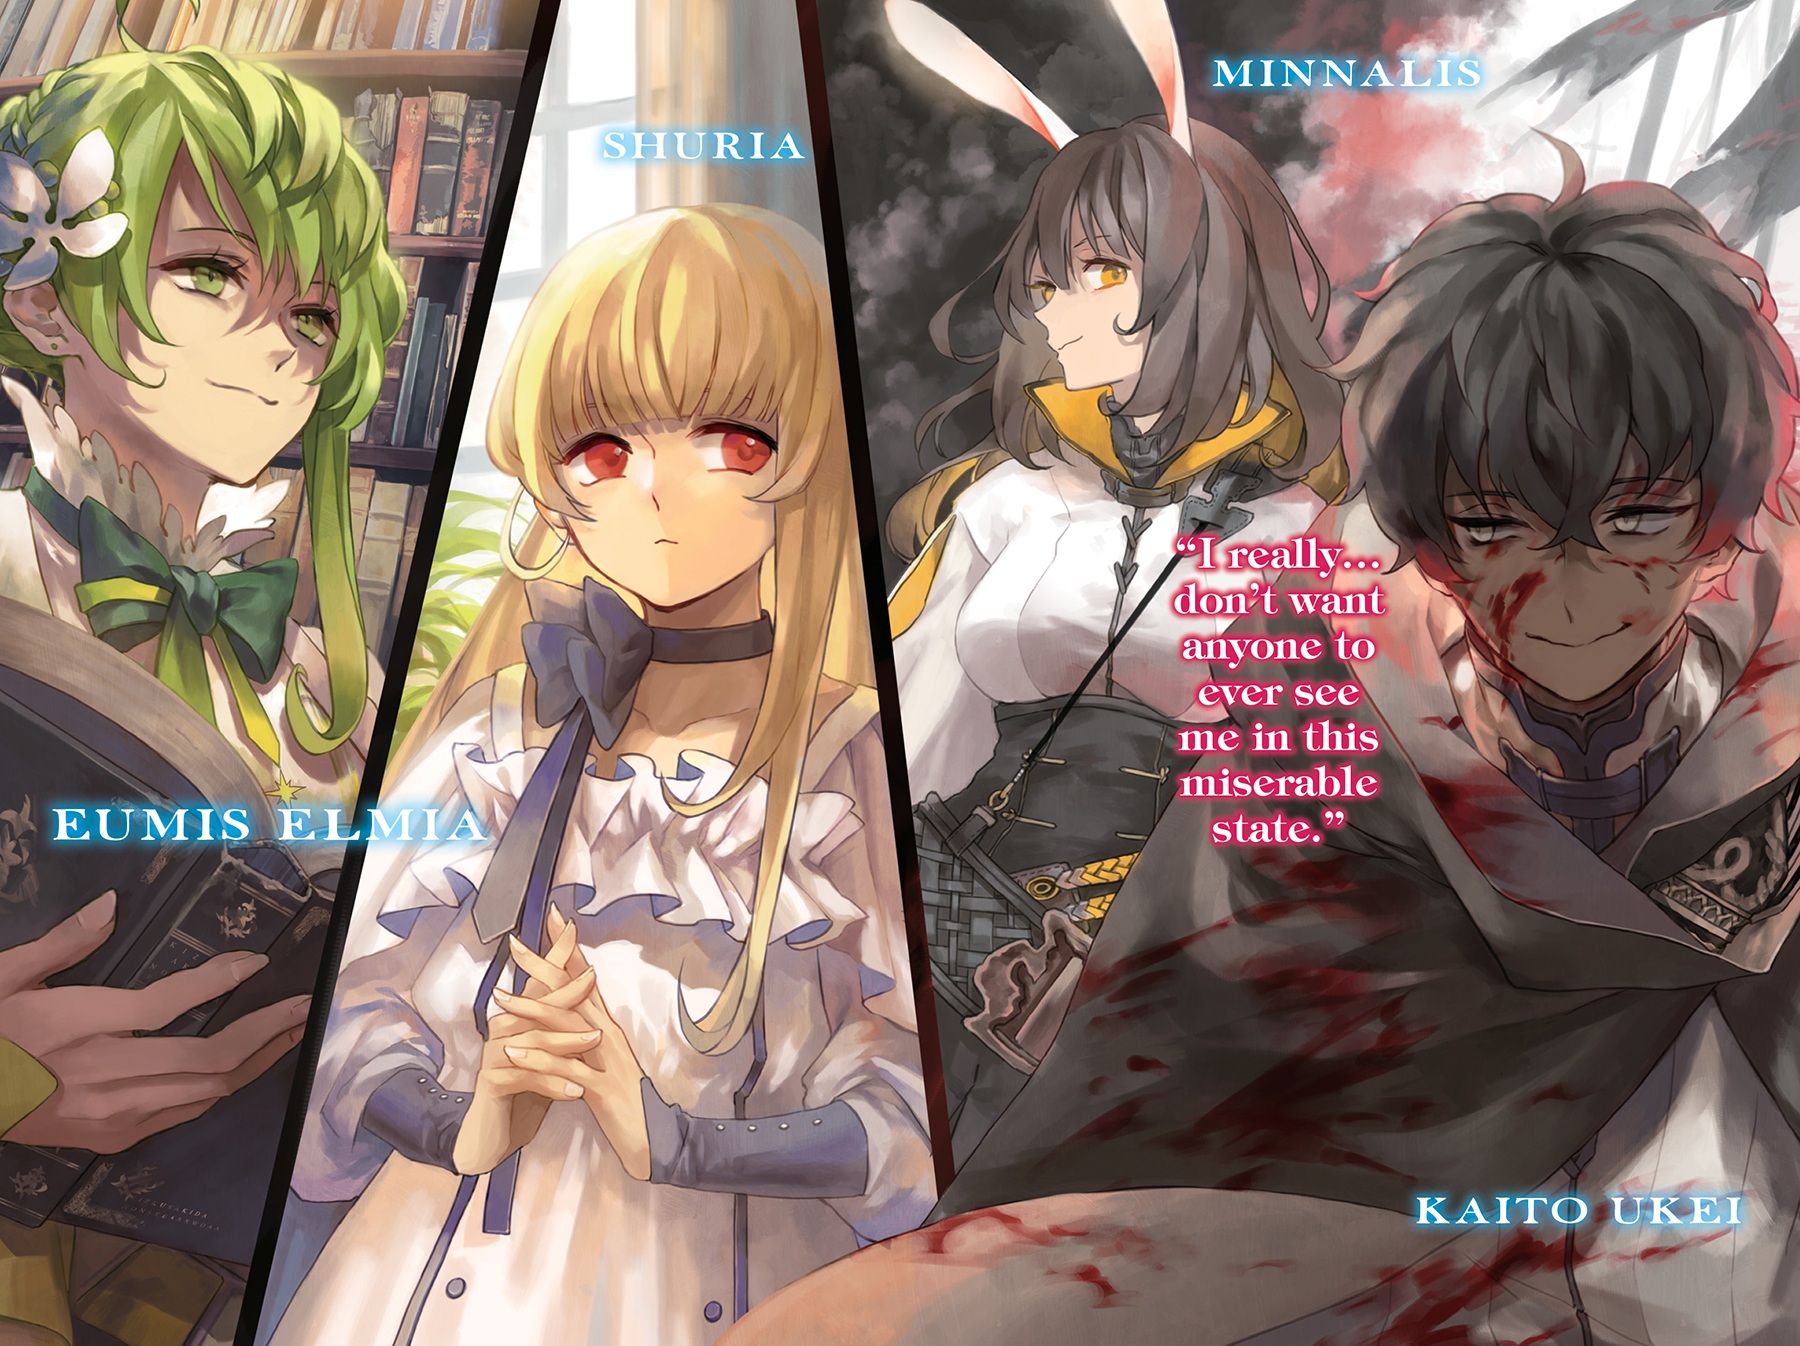 EUMIS ELMIA
SHURIA
MINNALIS
“I really...
don’t want
anyone to
ever see
me in this
miserable
state.”
KAITO UKEI